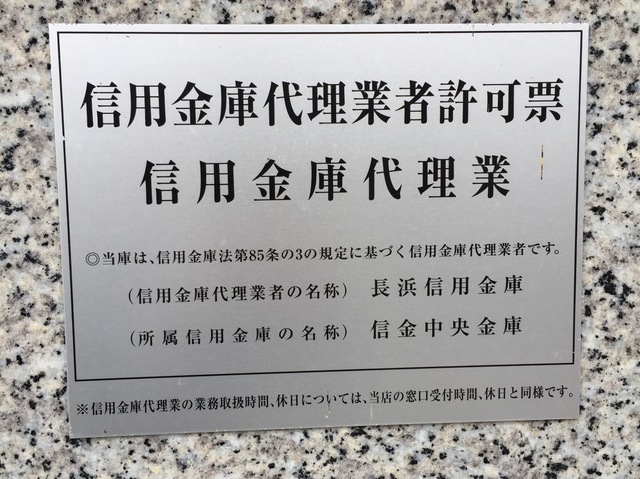 信用金庫代理業者許可票
信用金庫代理業
◎当庫は、信用金庫法第85条の3の規定に基づく信用金庫代理業者です。
（信用金庫代理業者の名称） 長浜信用金庫
（所属信用金庫の名称） 信金中央金庫
※信用金庫代理業の業務取扱時間、休日については、当店の窓口受付時間、休日と同様です。